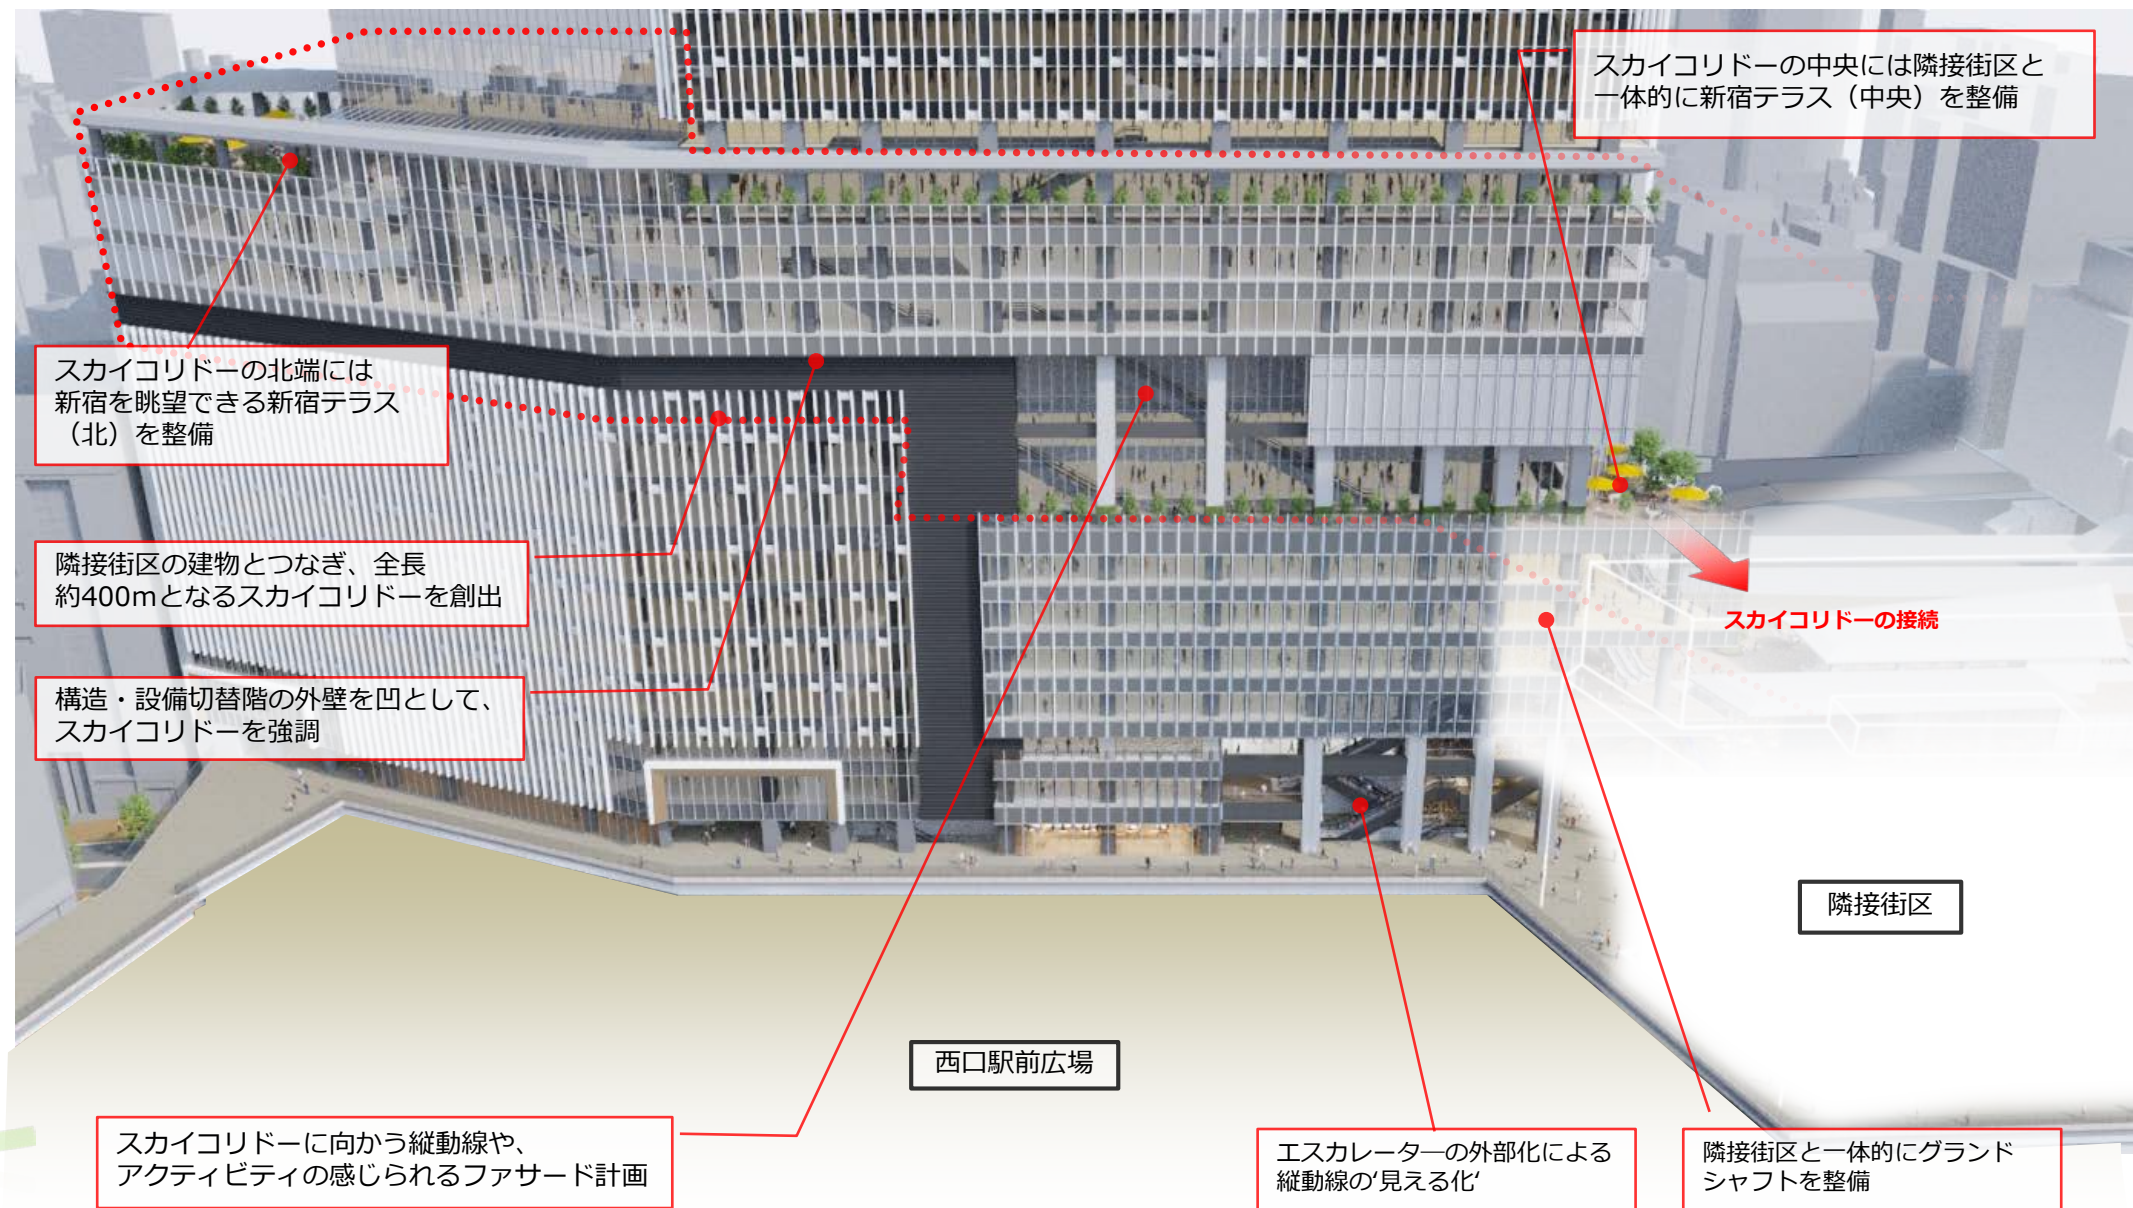 スカイコリドーの中央には隣接街区と
一体的に新宿テラス（中央）を整備
スカイコリドーの北端には
新宿を眺望できる新宿テラス
（北）を整備
隣接街区の建物とつなぎ、全長
約400mとなるスカイコリドーを創出
スカイコリドーの接続
構造・設備切替階の外壁を凹として、
スカイコリドーを強調
隣接街区
西口駅前広場
スカイコリドーに向かう縦動線や、
アクティビティの感じられるファサード計画
エスカレータ―の外部化による
縦動線の‘見える化‘
隣接街区と一体的にグランド
シャフトを整備